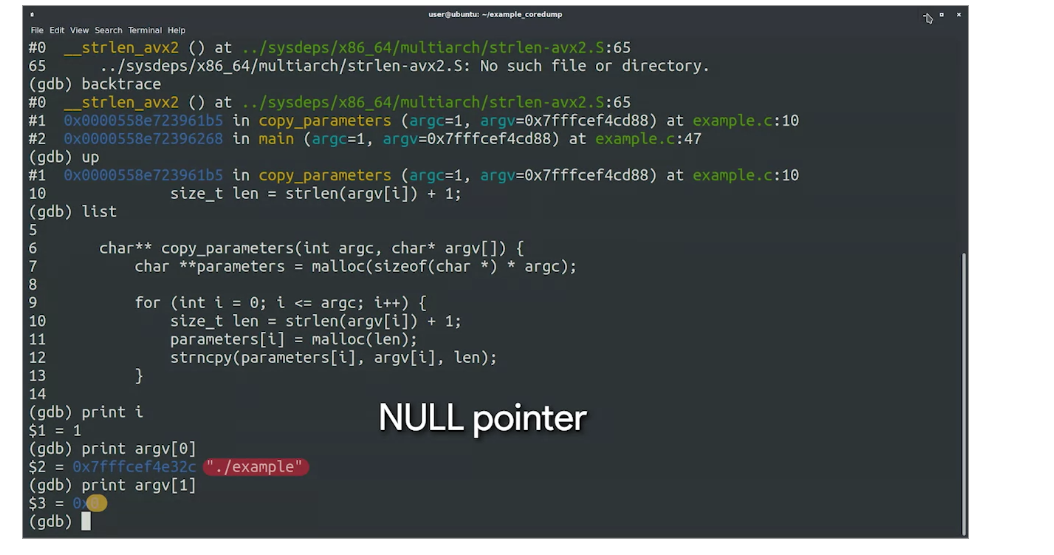 user@ubuntu: ~/example_coredump
File Edit View Search Terminal Help
#0  __strlen_avx2 () at ../sysdeps/x86_64/multiarch/strlen-avx2.S:65
65      ../sysdeps/x86_64/multiarch/strlen-avx2.S: No such file or directory.
(gdb) backtrace
#0  __strlen_avx2 () at ../sysdeps/x86_64/multiarch/strlen-avx2.S:65
#1  0x0000558e723961b5 in copy_parameters (argc=1, argv=0x7fffcef4cd88) at example.c:10
#2  0x0000558e72396268 in main (argc=1, argv=0x7fffcef4cd88) at example.c:47
(gdb) up
#1  0x0000558e723961b5 in copy_parameters (argc=1, argv=0x7fffcef4cd88) at example.c:10
10              size_t len = strlen(argv[i]) + 1;
(gdb) list
5
6       char** copy_parameters(int argc, char* argv[]) {
7           char **parameters = malloc(sizeof(char *) * argc);
8
9           for (int i = 0; i <= argc; i++) {
10              size_t len = strlen(argv[i]) + 1;
11              parameters[i] = malloc(len);
12              strncpy(parameters[i], argv[i], len);
13          }
14
(gdb) print i
NULL pointer
$1 = 1
(gdb) print argv[0]
$2 = 0x7fffcef4e32c "./example"
(gdb) print argv[1]
$3 = 0x0
(gdb)